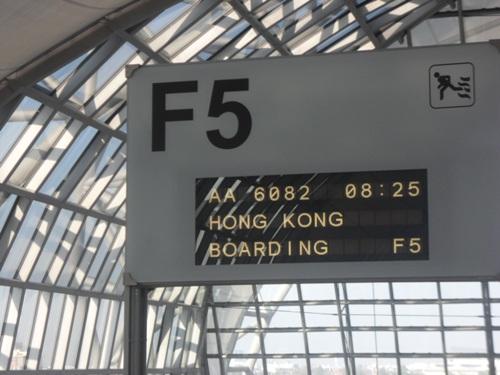 F5
AA 6082 08:25
HONG KONG
BOARDING F5